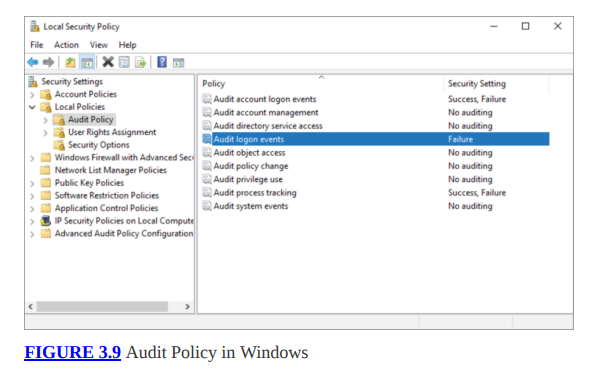 Local Security Policy
File Action View Help
Security Settings
Account Policies
Local Policies
Audit Policy
User Rights Assignment
Security Options
Windows Firewall with Advanced Secu
Network List Manager Policies
Public Key Policies
Software Restriction Policies
Application Control Policies
IP Security Policies on Local Compute
Advanced Audit Policy Configuration
Policy Security Setting
Audit account logon events Success, Failure
Audit account management No auditing
Audit directory service access No auditing
Audit logon events Failure
Audit object access No auditing
Audit policy change No auditing
Audit privilege use No auditing
Audit process tracking Success, Failure
Audit system events No auditing
FIGURE 3.9 Audit Policy in Windows